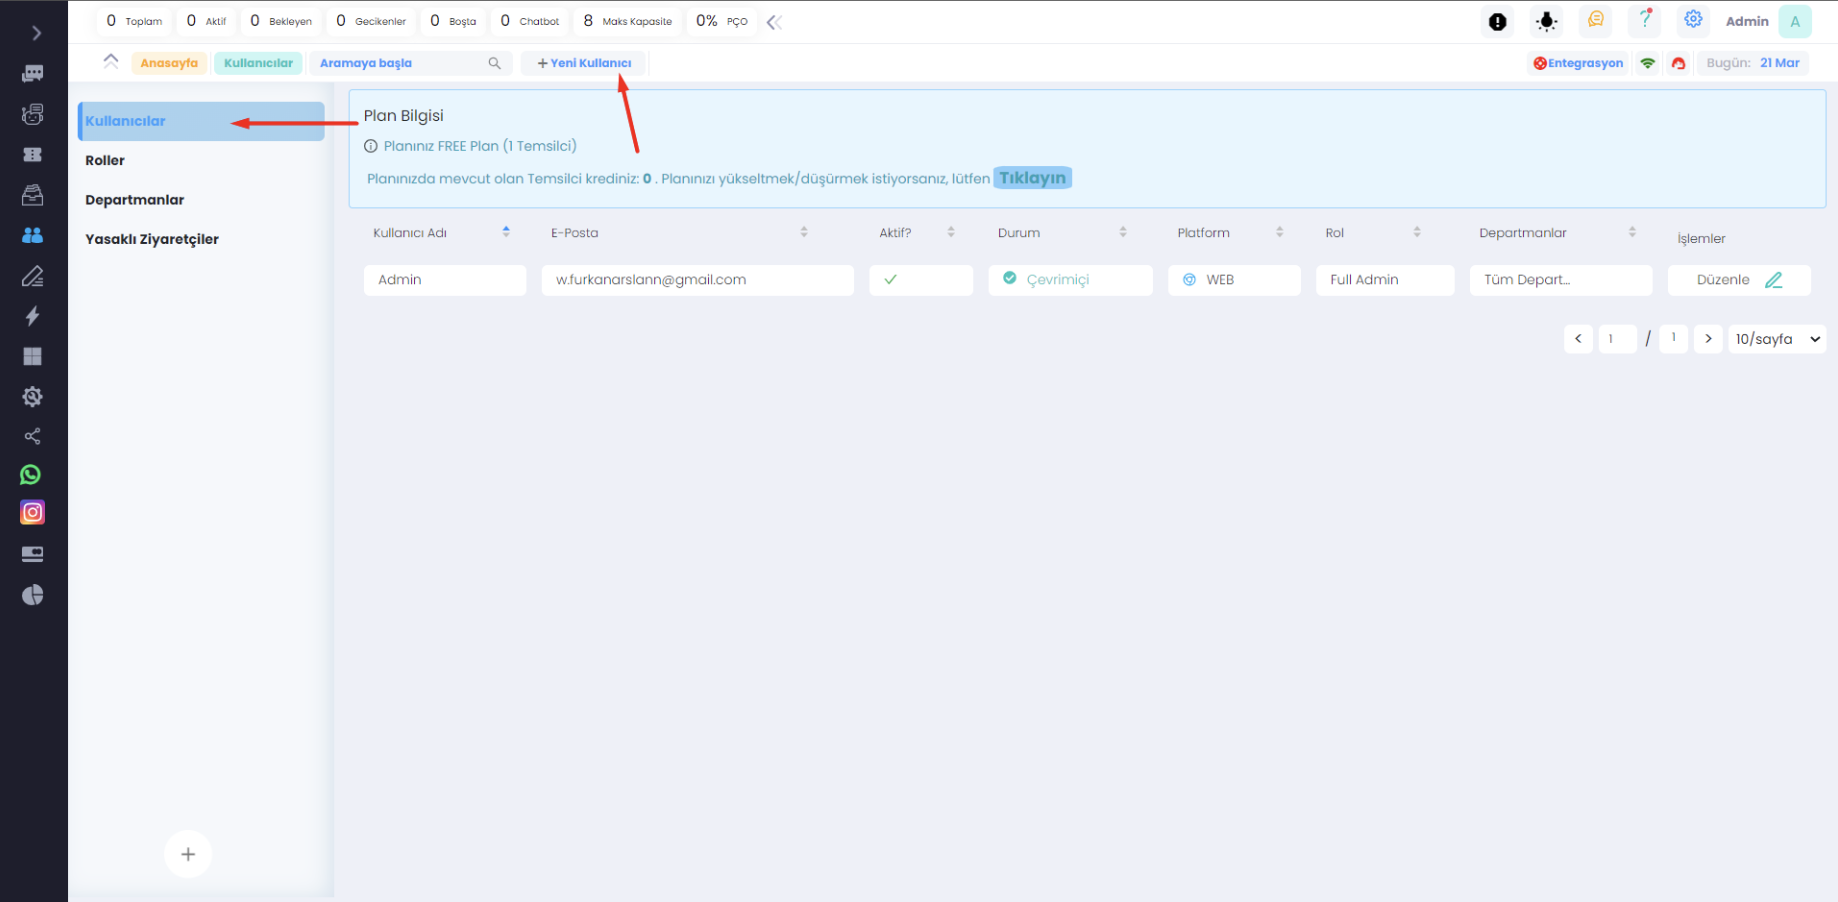 0 Toplam 0 Aktif 0 Bekleyen 0 Gecikenler 0 Boşta 0 Chatbot 8 Maks Kapasite 0% PÇO ? Admin A
Anasayfa Kullanıcılar Aramaya başla + Yeni Kullanıcı Entegrasyon Bugün: 21 Mar
Kullanıcılar
Roller
Departmanlar
Yasaklı Ziyaretçiler
+
Plan Bilgisi
Planınız FREE Plan (1 Temsilci)
Planınızda mevcut olan Temsilci krediniz: 0 . Planınızı yükseltmek/düşürmek istiyorsanız, lütfen Tıklayın
Kullanıcı Adı E-Posta Aktif? Durum Platform Rol Departmanlar İşlemler
Admin w.furkanarslann@gmail.com Çevrimiçi WEB Full Admin Tüm Depart... Düzenle
< 1 / 1 > 10/sayfa